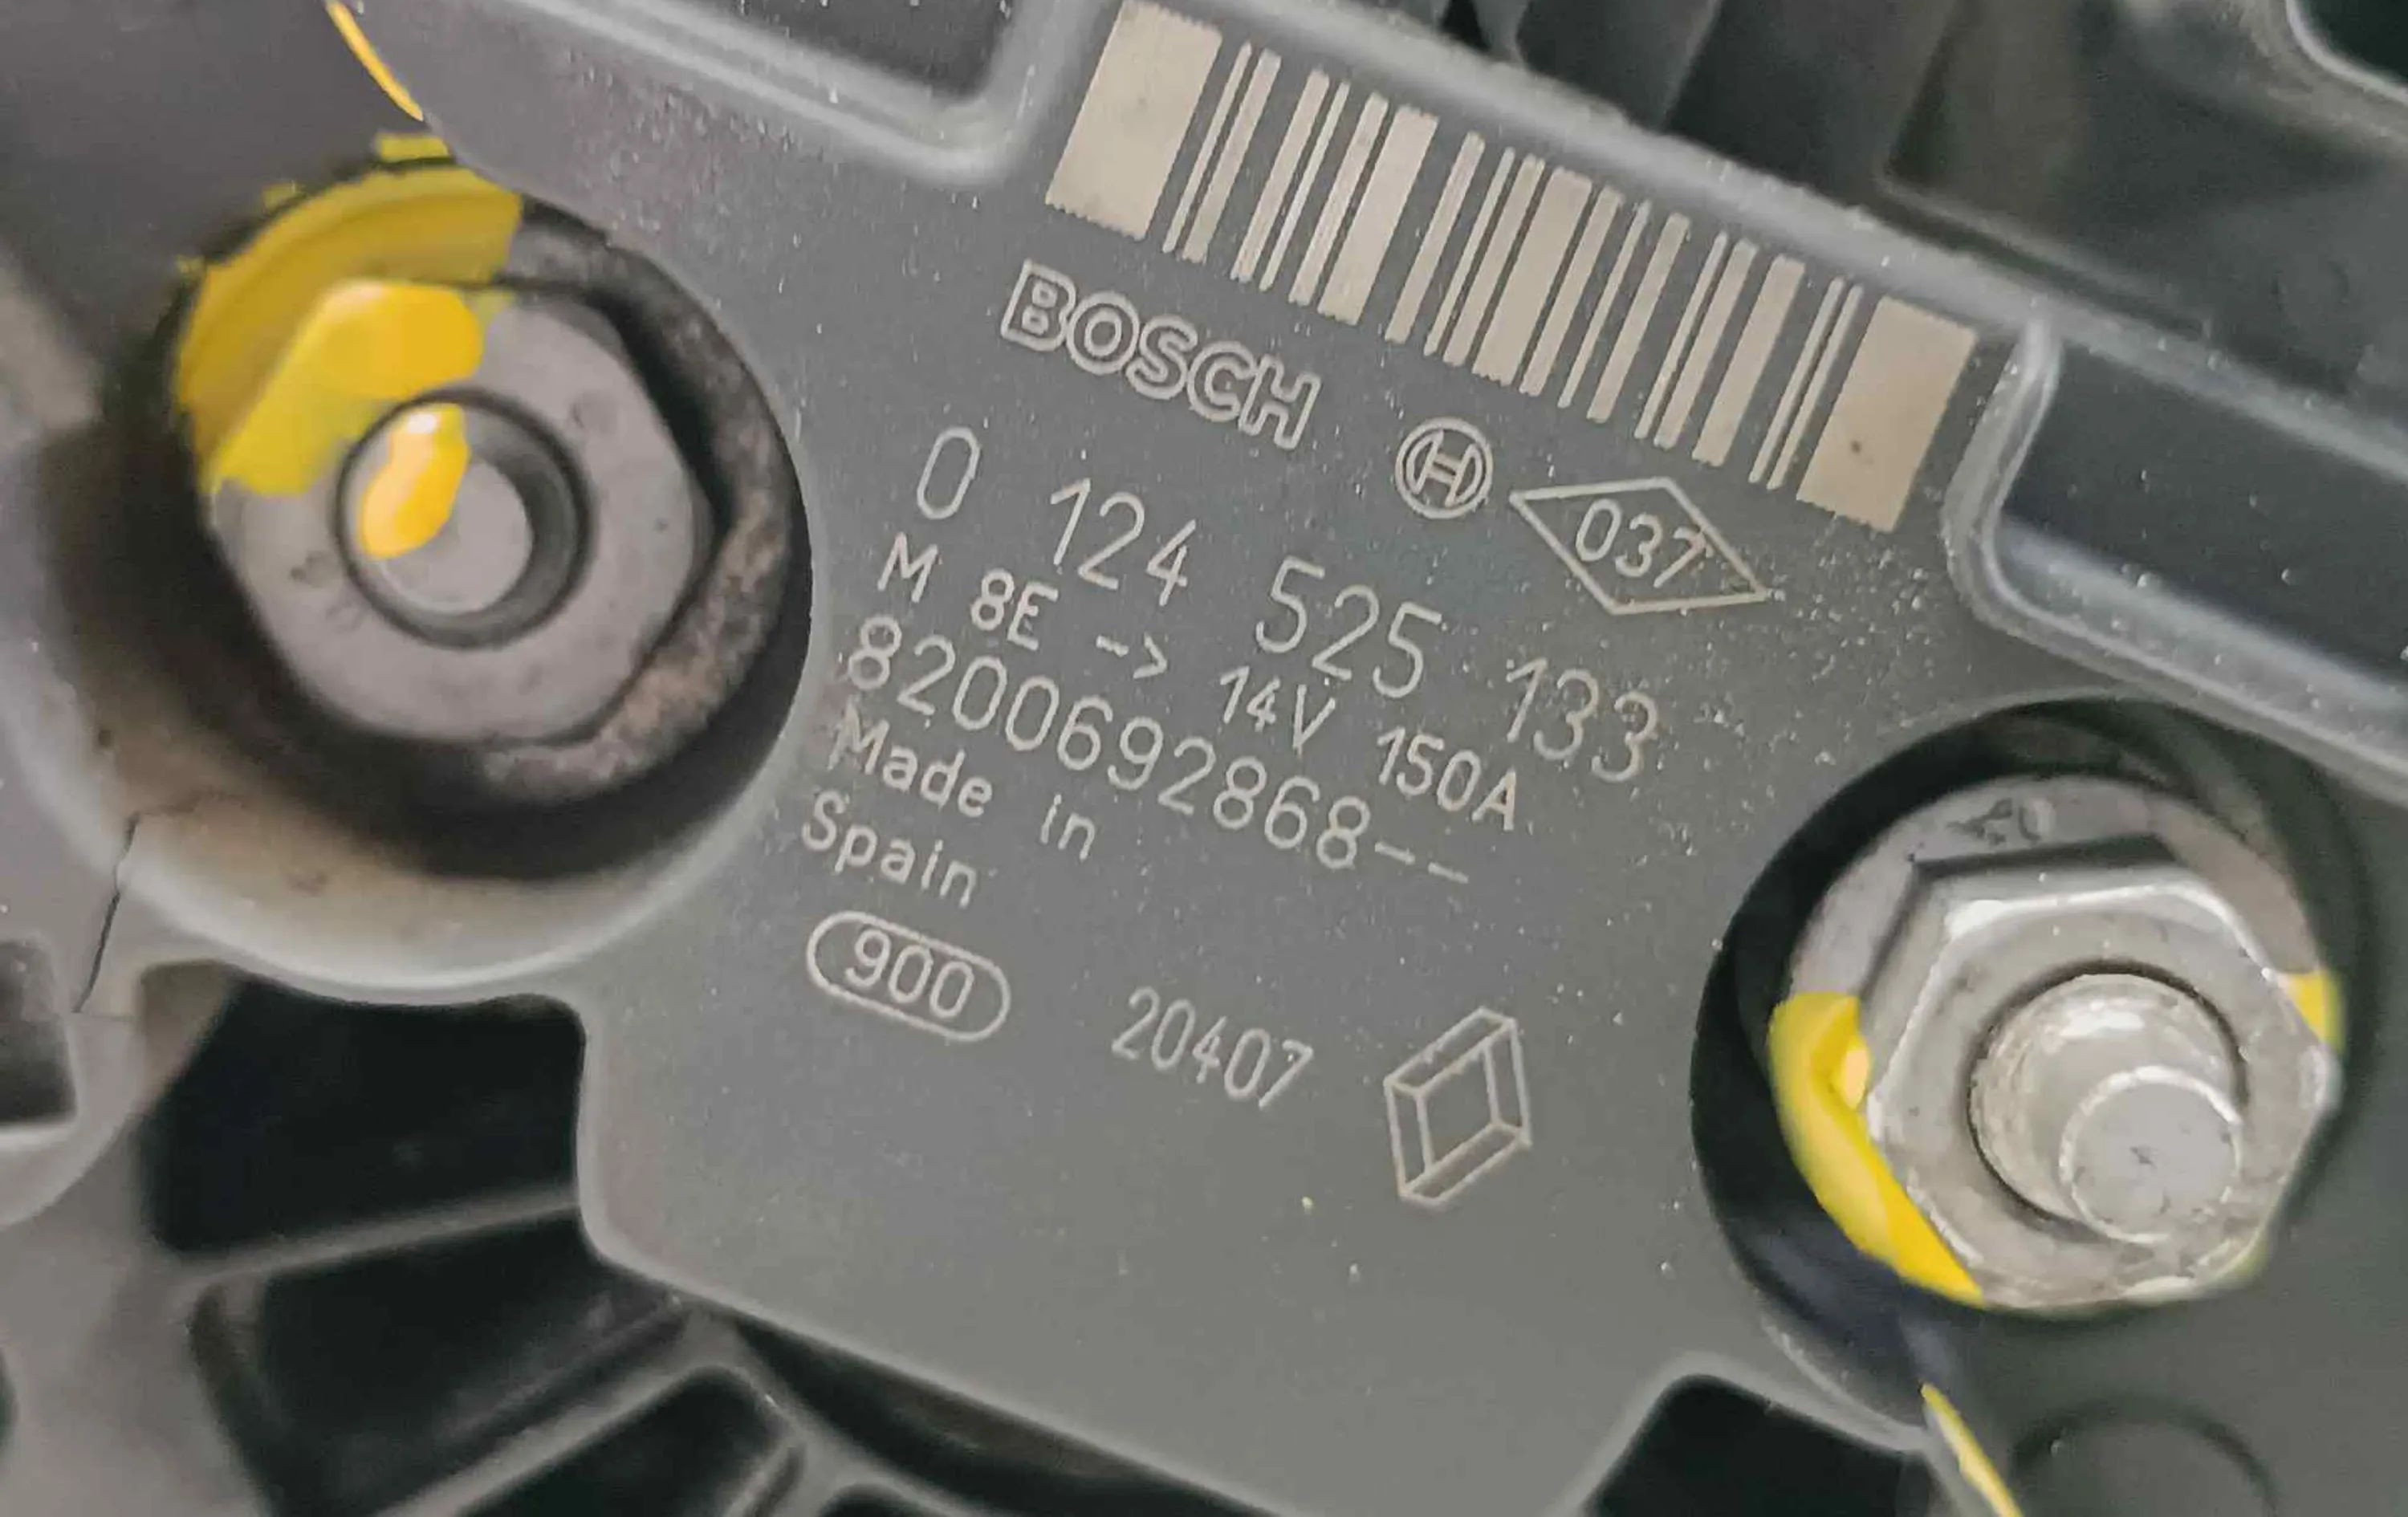 BOSCH
037
0 124 525 133
M 8E -> 14V 150A
8200692868--
Made in
Spain
900
20407